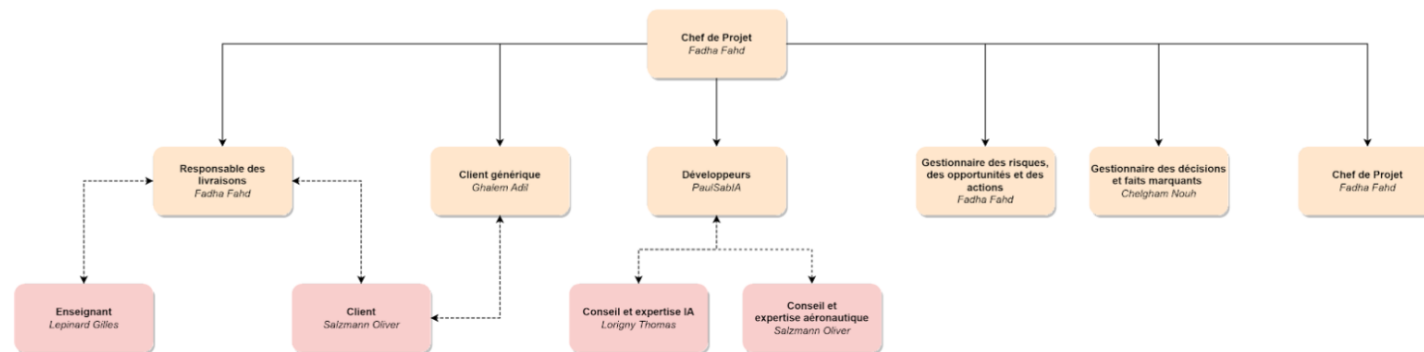 Chef de Projet
Fadha Fahd
Responsable des
livraisons
Fadha Fahd
Client générique
Ghalem Adil
Développeurs
PaulSabIA
Gestionnaire des risques,
des opportunités et des
actions
Fadha Fahd
Gestionnaire des décisions
et faits marquants
Chelgham Nouh
Chef de Projet
Fadha Fahd
Enseignant
Lepinard Gilles
Client
Salzmann Oliver
Conseil et expertise IA
Lorigny Thomas
Conseil et
expertise aéronautique
Salzmann Oliver